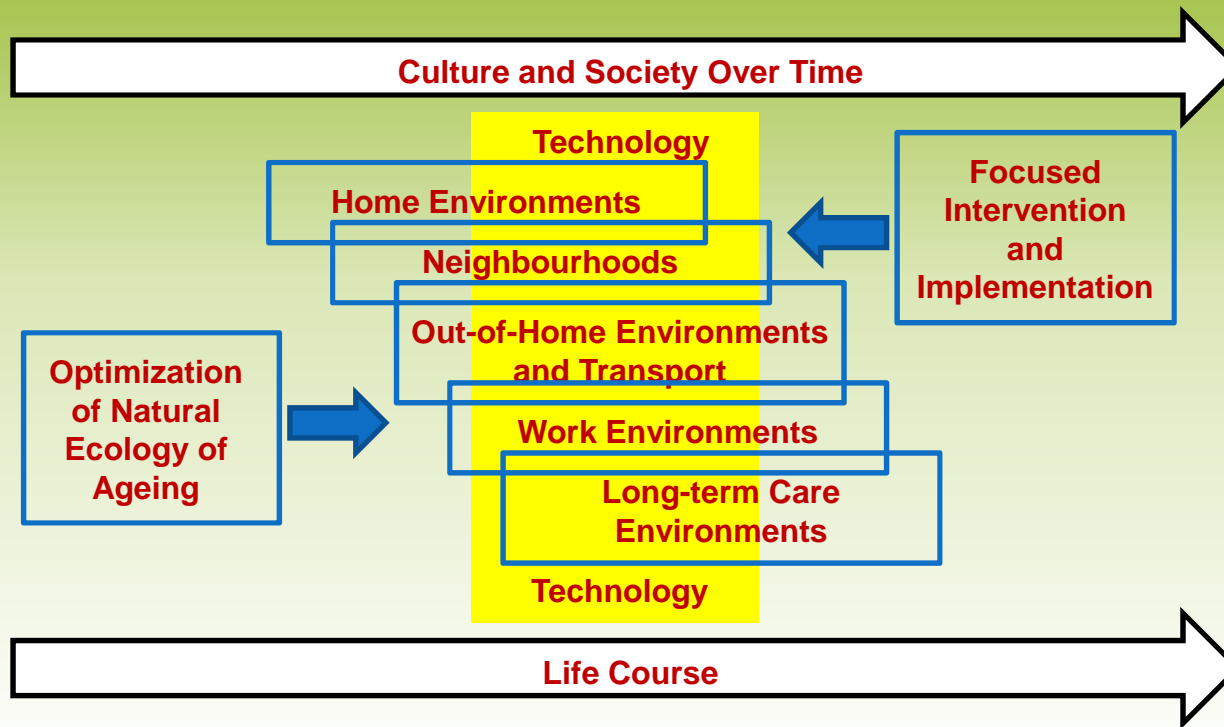 Culture and Society Over Time
Technology
Home Environments
Neighbourhoods
Out-of-Home Environments
and Transport
Work Environments
Long-term Care
Environments
Technology
Focused
Intervention
and
Implementation
Optimization
of Natural
Ecology of
Ageing
Life Course